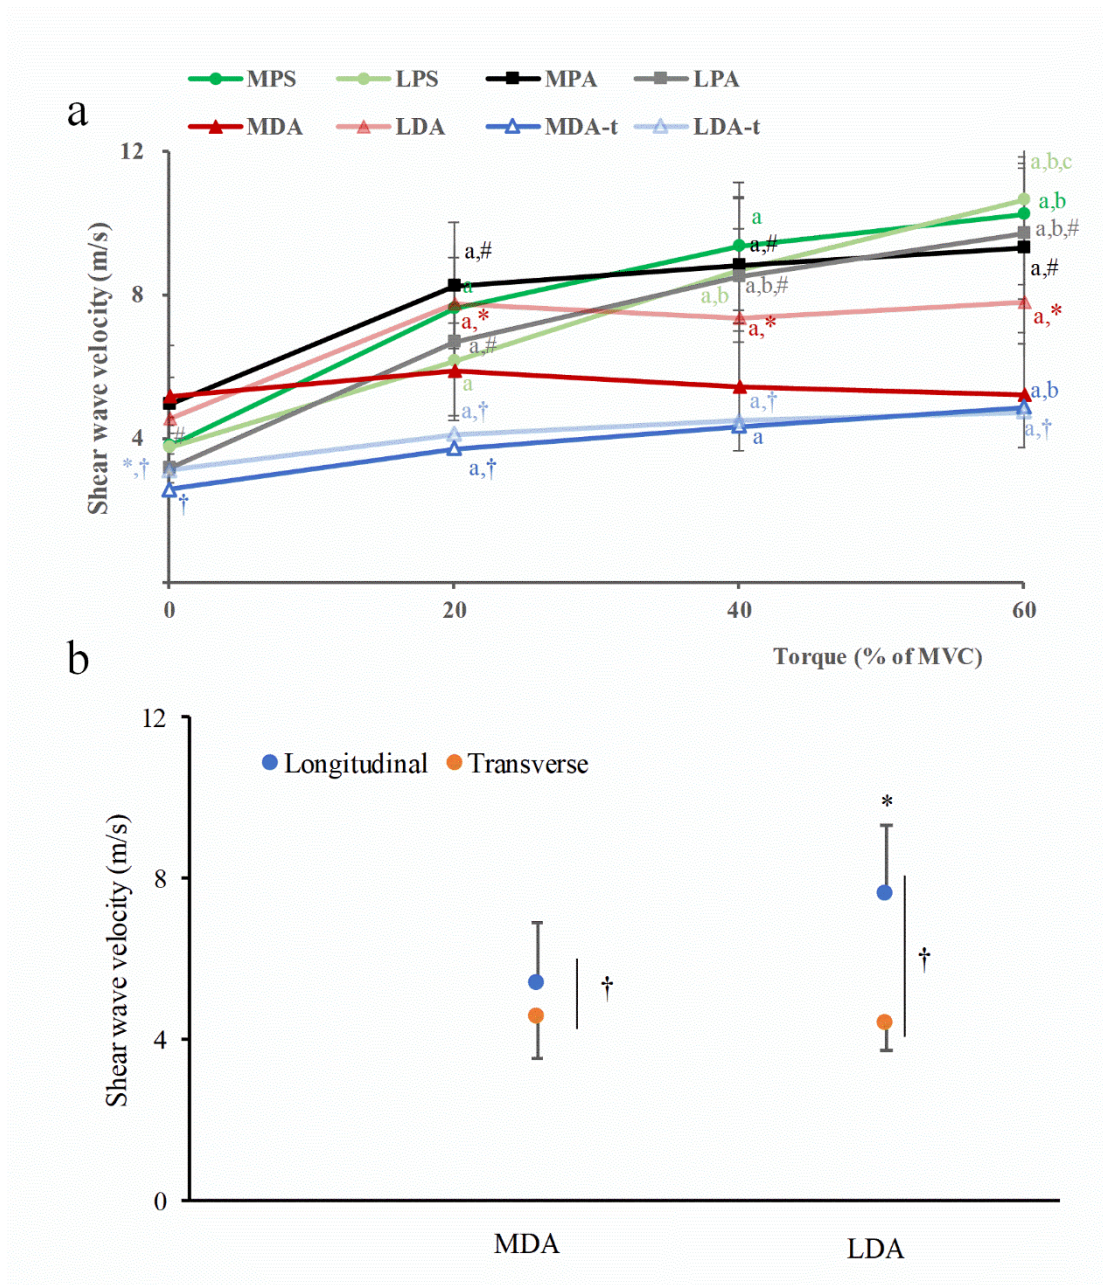 a
MPS LPS MPA LPA
MDA LDA MDA-t LDA-t
12
a,b,c
a,b
a
a,#
a,#
a,b,#
a,#
Shear wave velocity (m/s)
8
a
a,b
a,b,#
a,*
a,*
a,*
a,#
a
a,b
a,†
a,†
4
#
a
a,†
*,†
a,†
†
0 20 40 60
Torque (% of MVC)
b
12
Longitudinal Transverse
*
Shear wave velocity (m/s)
8
†
†
4
0
MDA LDA